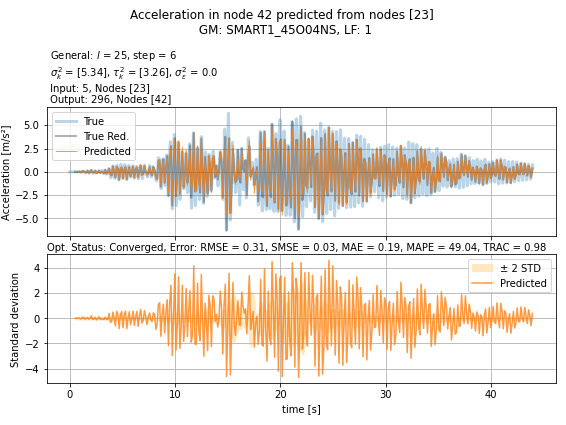 Acceleration in node 42 predicted from nodes [23]
GM: SMART1_45O04NS, LF: 1
General: l = 25, step = 6
σ²ₖ = [5.34], τ²ₖ = [3.26], σ²ε = 0.0
Input: 5, Nodes [23]
Output: 296, Nodes [42]
True
True Red.
Predicted
5.0
2.5
0.0
−2.5
−5.0
Acceleration [m/s²]
Opt. Status: Converged, Error: RMSE = 0.31, SMSE = 0.03, MAE = 0.19, MAPE = 49.04, TRAC = 0.98
± 2 STD
Predicted
4
2
0
−2
−4
Standard deviation
0 10 20 30 40
time [s]